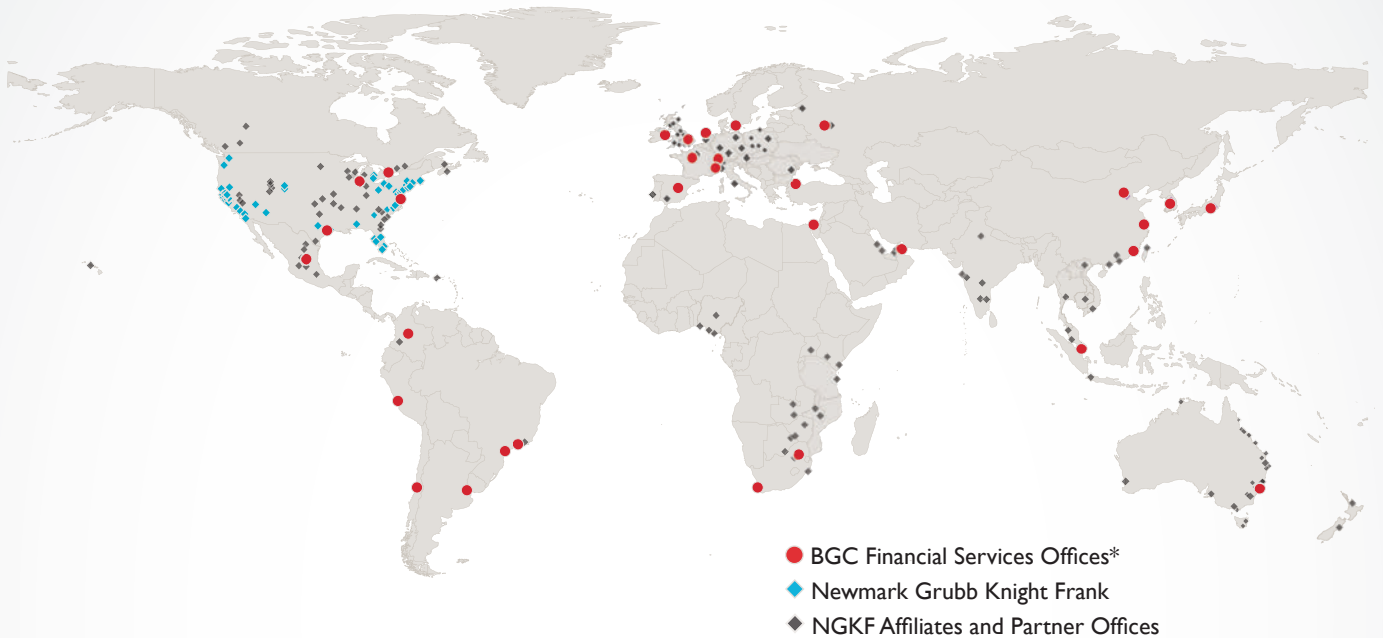 BGC Financial Services Offices*
Newmark Grubb Knight Frank
NGKF Affiliates and Partner Offices